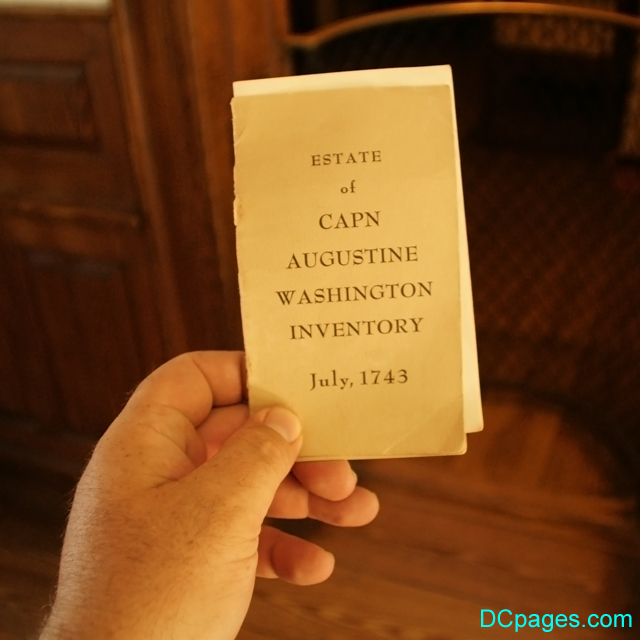 ESTATE
of
CAPN
AUGUSTINE
WASHINGTON
INVENTORY
July, 1743
DCpages.com